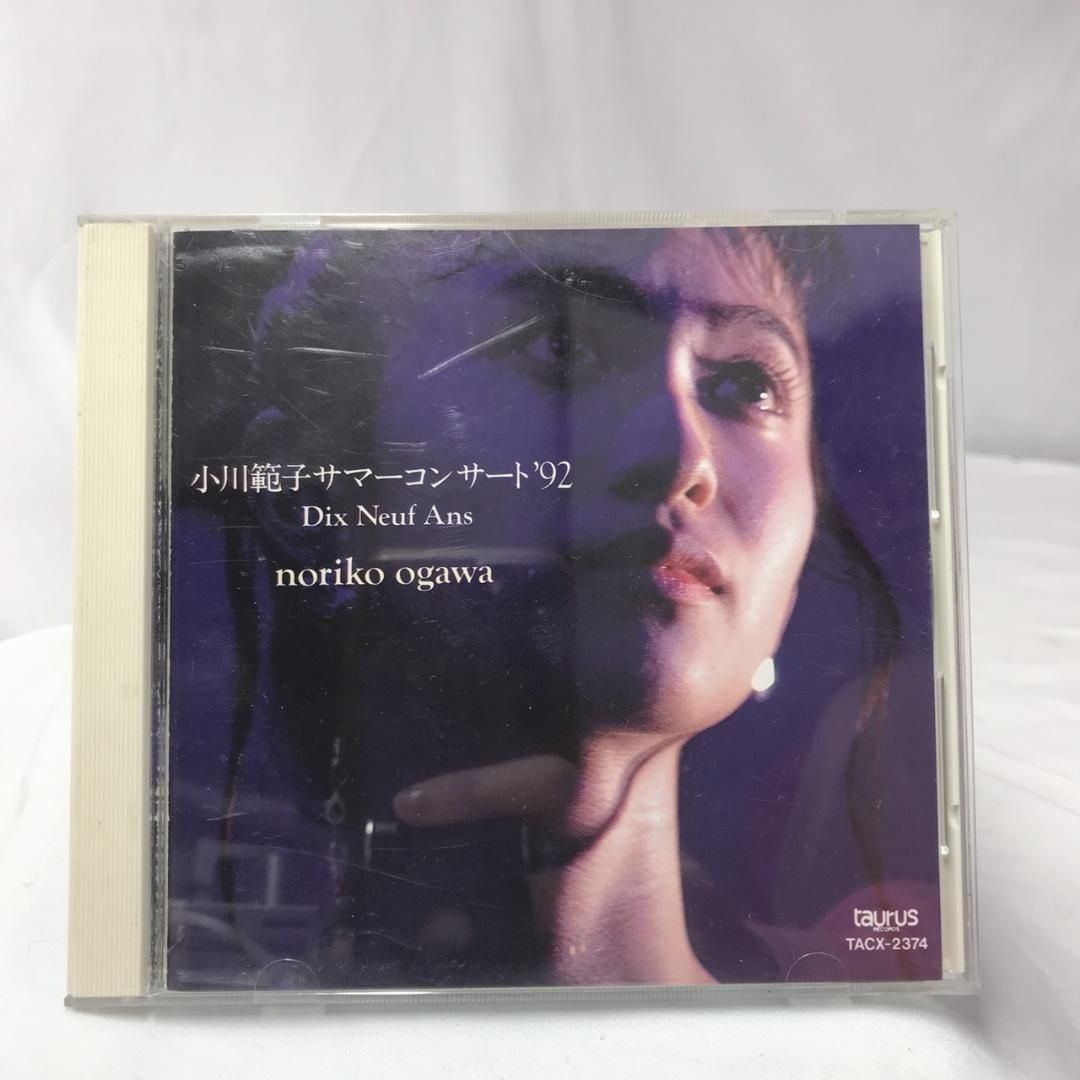 小川範子サマーコンサート’92
Dix Neuf Ans
noriko ogawa
taurus
RECORDS
TACX-2374